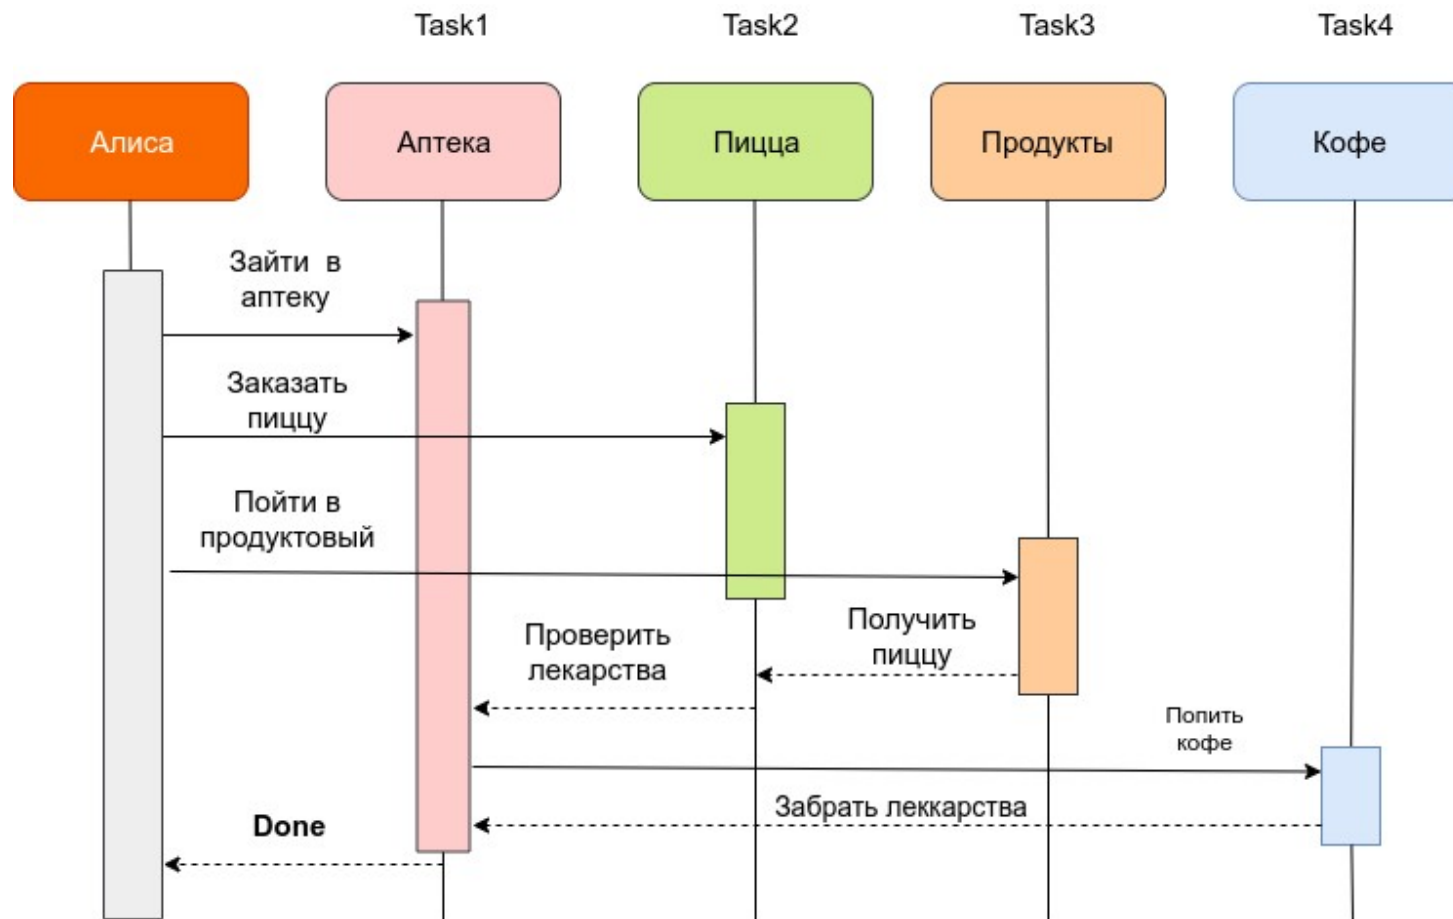 Task1
Task2
Task3
Task4
Алиса
Аптека
Пицца
Продукты
Кофе
Зайти в
аптеку
Заказать
пиццу
Пойти в
продуктовый
Получить
пиццу
Проверить
лекарства
Попить
кофе
Забрать леккарства
Done